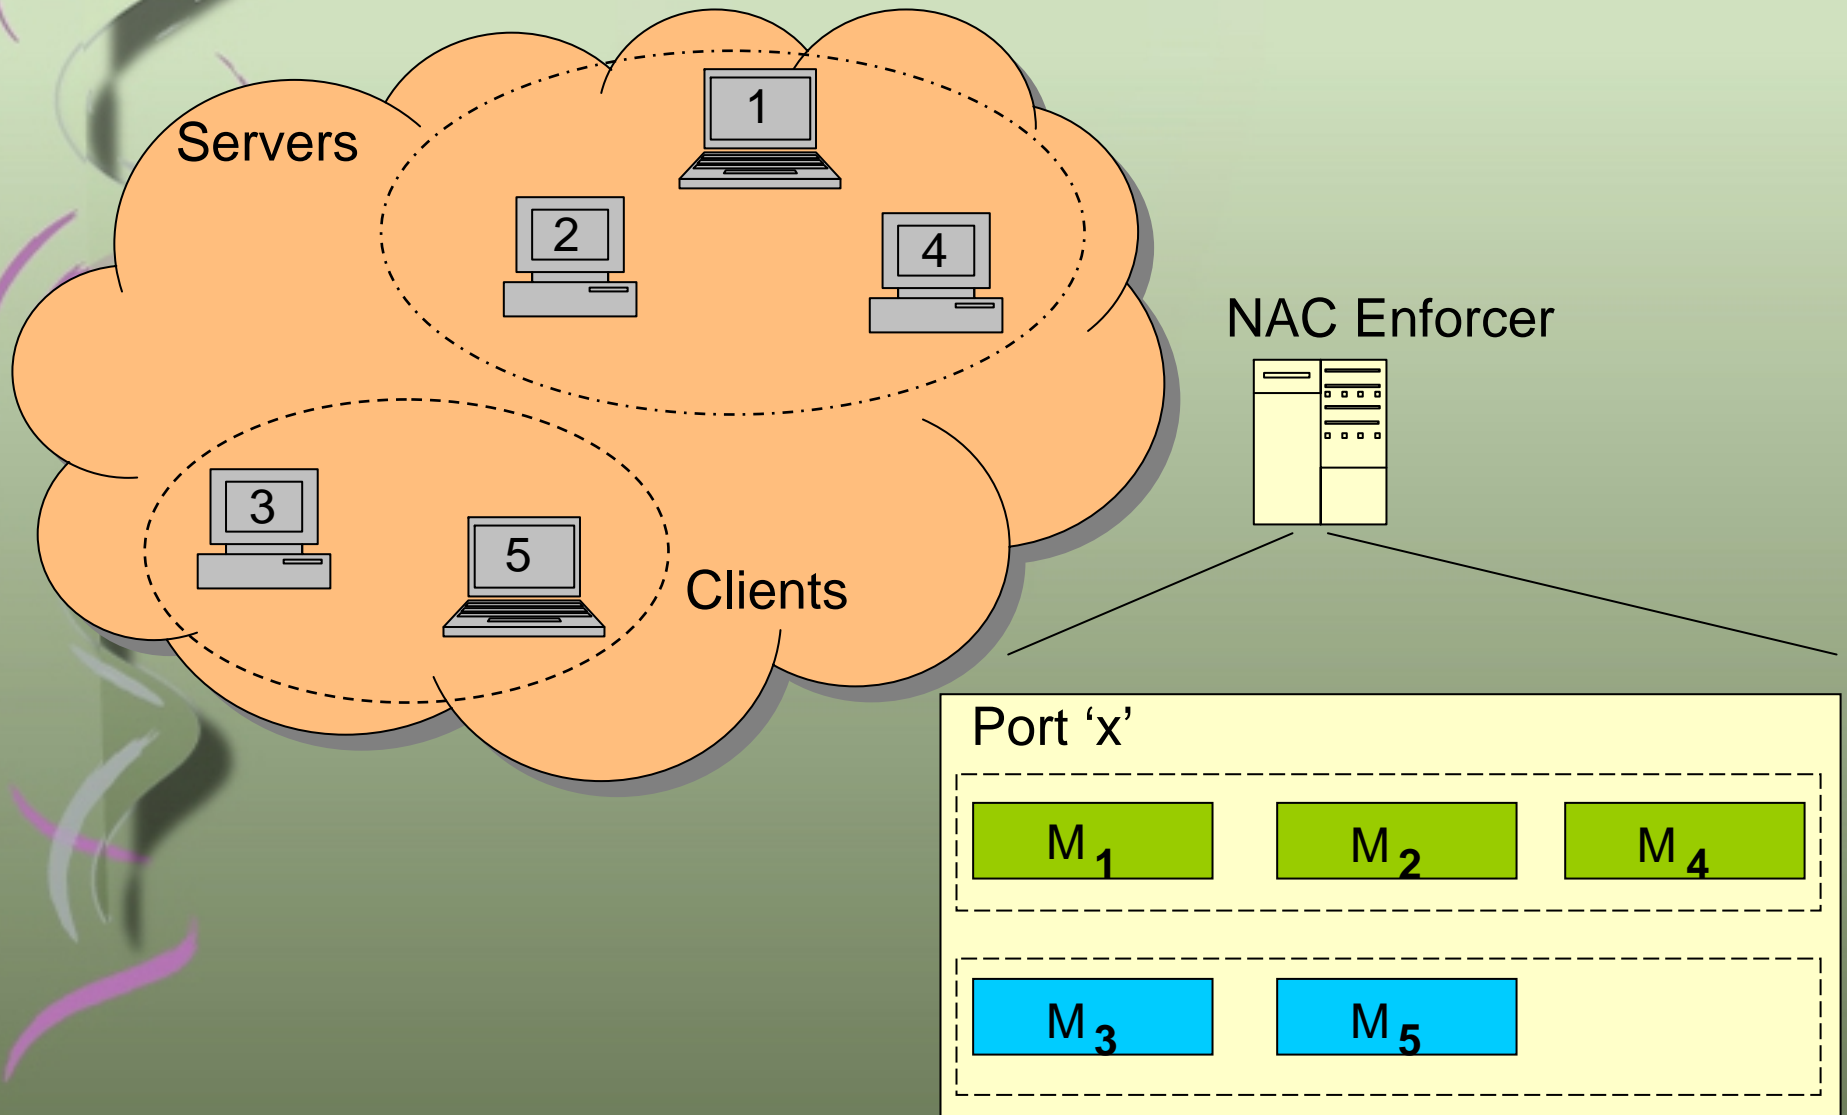 Servers
1
2
4
NAC Enforcer
3
5
Clients
Port ‘x’
M 1 M 2 M 4
M 3 M 5